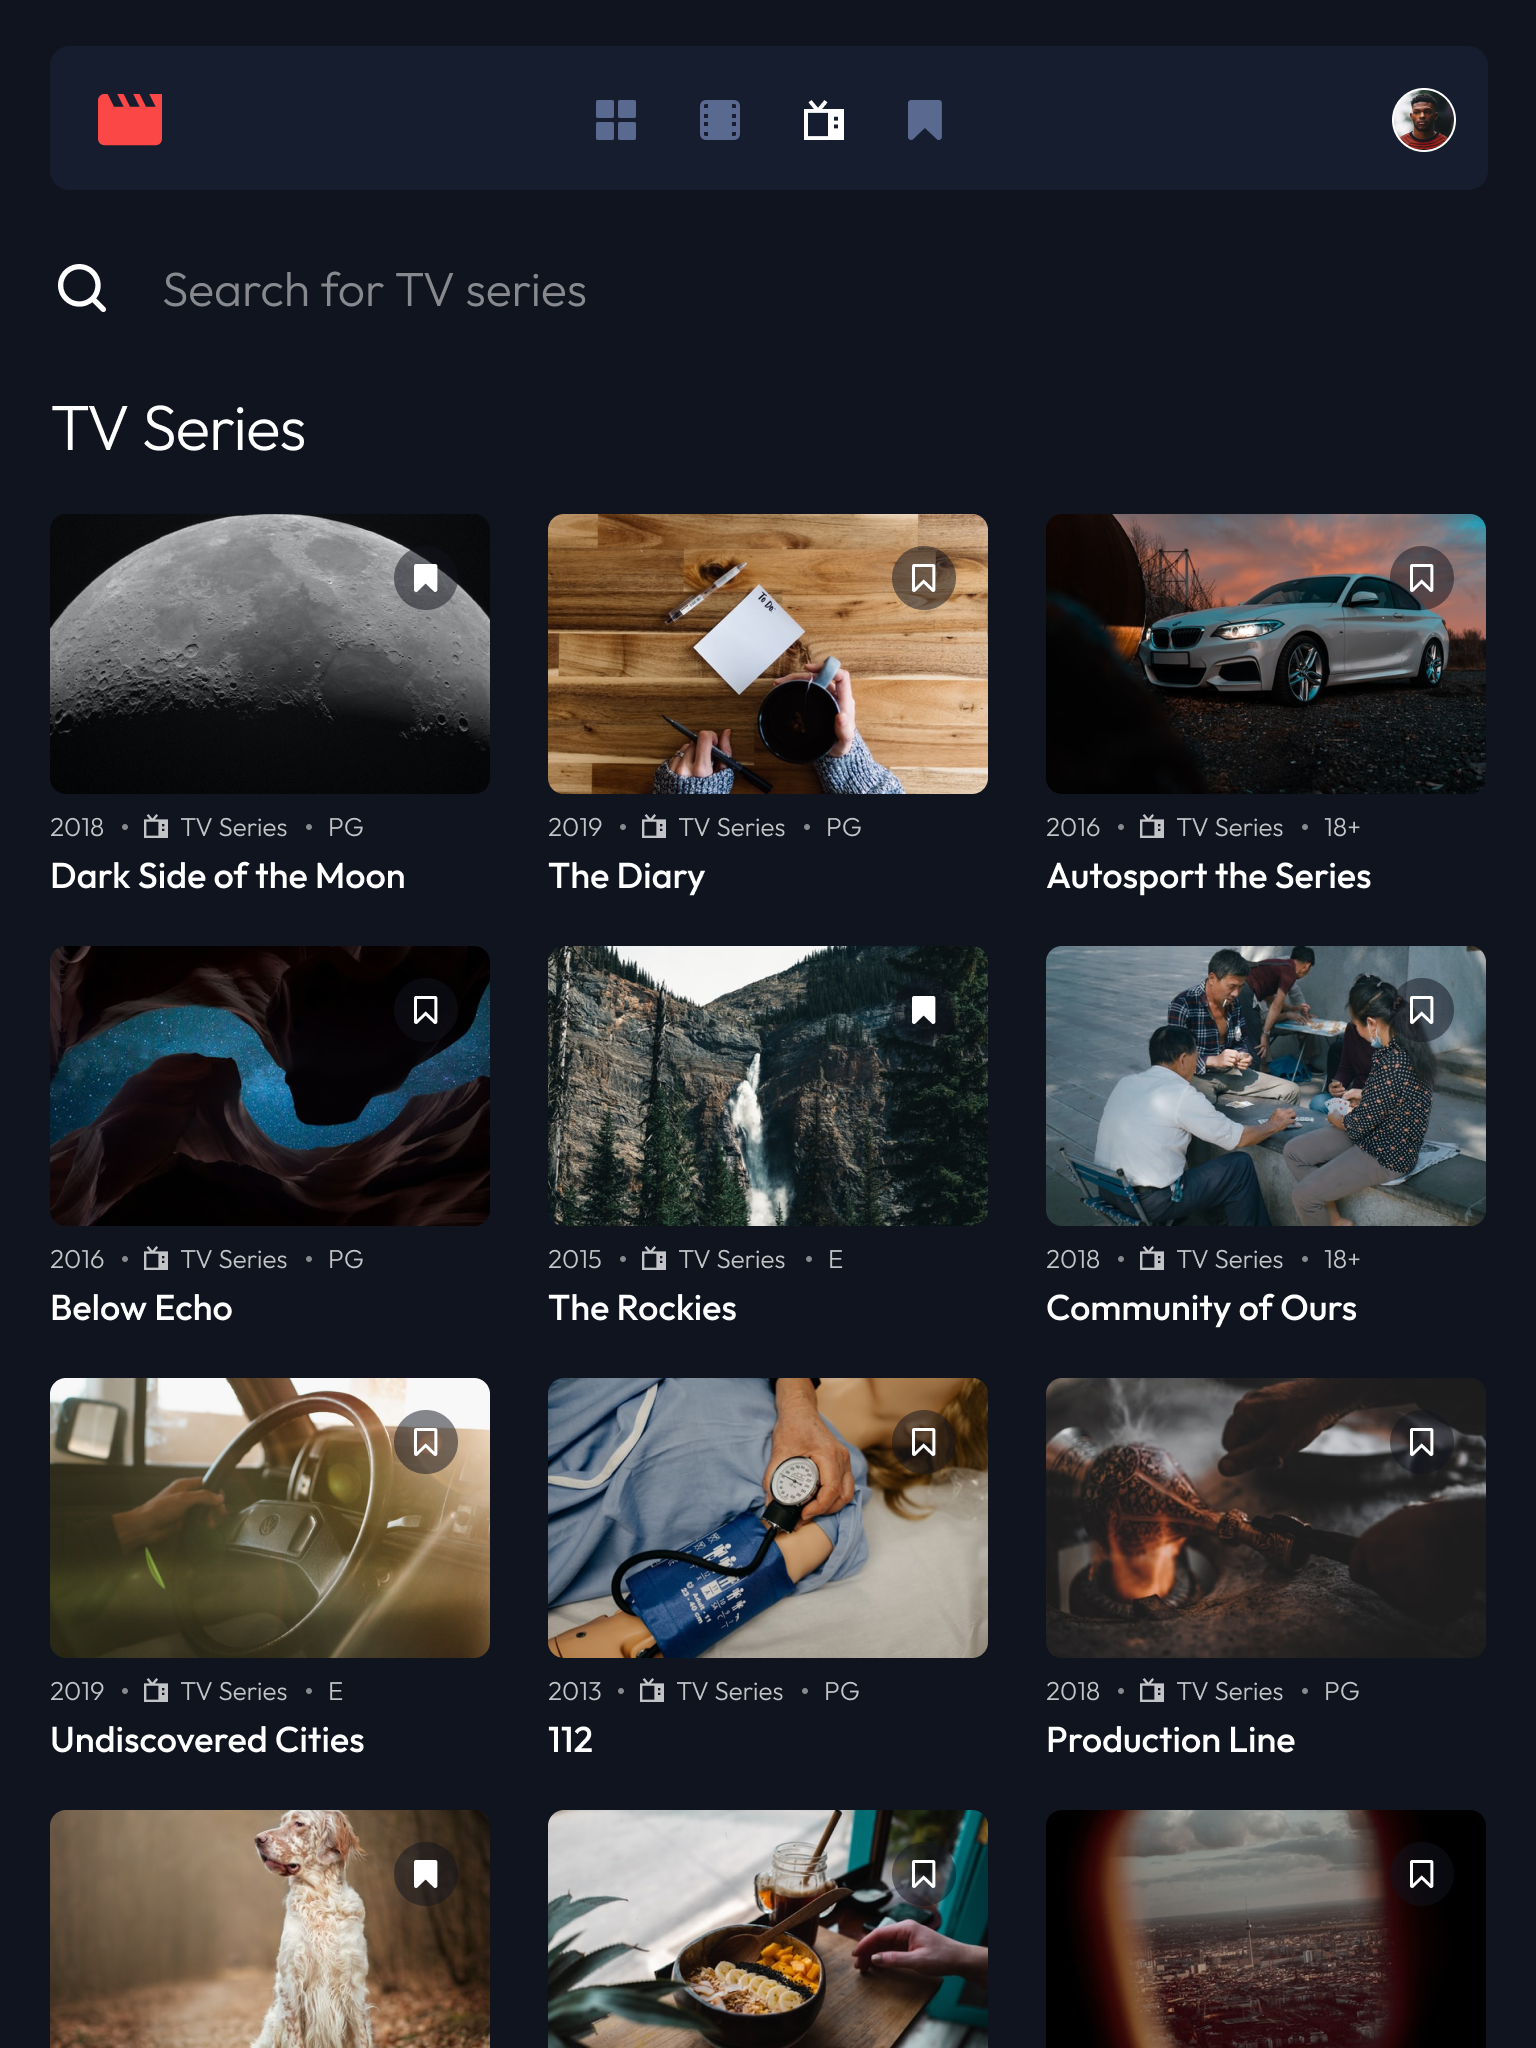 Search for TV series
TV Series
To Do
2018 • TV Series • PG
Dark Side of the Moon
2019 • TV Series • PG
The Diary
2016 • TV Series • 18+
Autosport the Series
2016 • TV Series • PG
Below Echo
2015 • TV Series • E
The Rockies
2018 • TV Series • 18+
Community of Ours
2019 • TV Series • E
Undiscovered Cities
2013 • TV Series • PG
112
2018 • TV Series • PG
Production Line